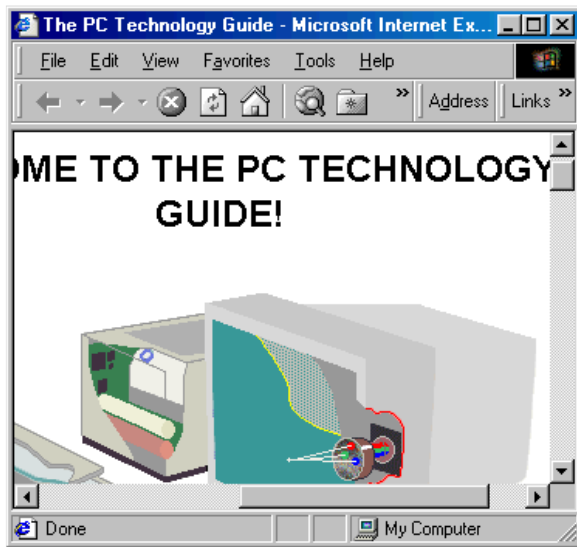 The PC Technology Guide - Microsoft Internet Ex...
File Edit View Favorites Tools Help
» Address Links »
OME TO THE PC TECHNOLOGY
GUIDE!
Done My Computer